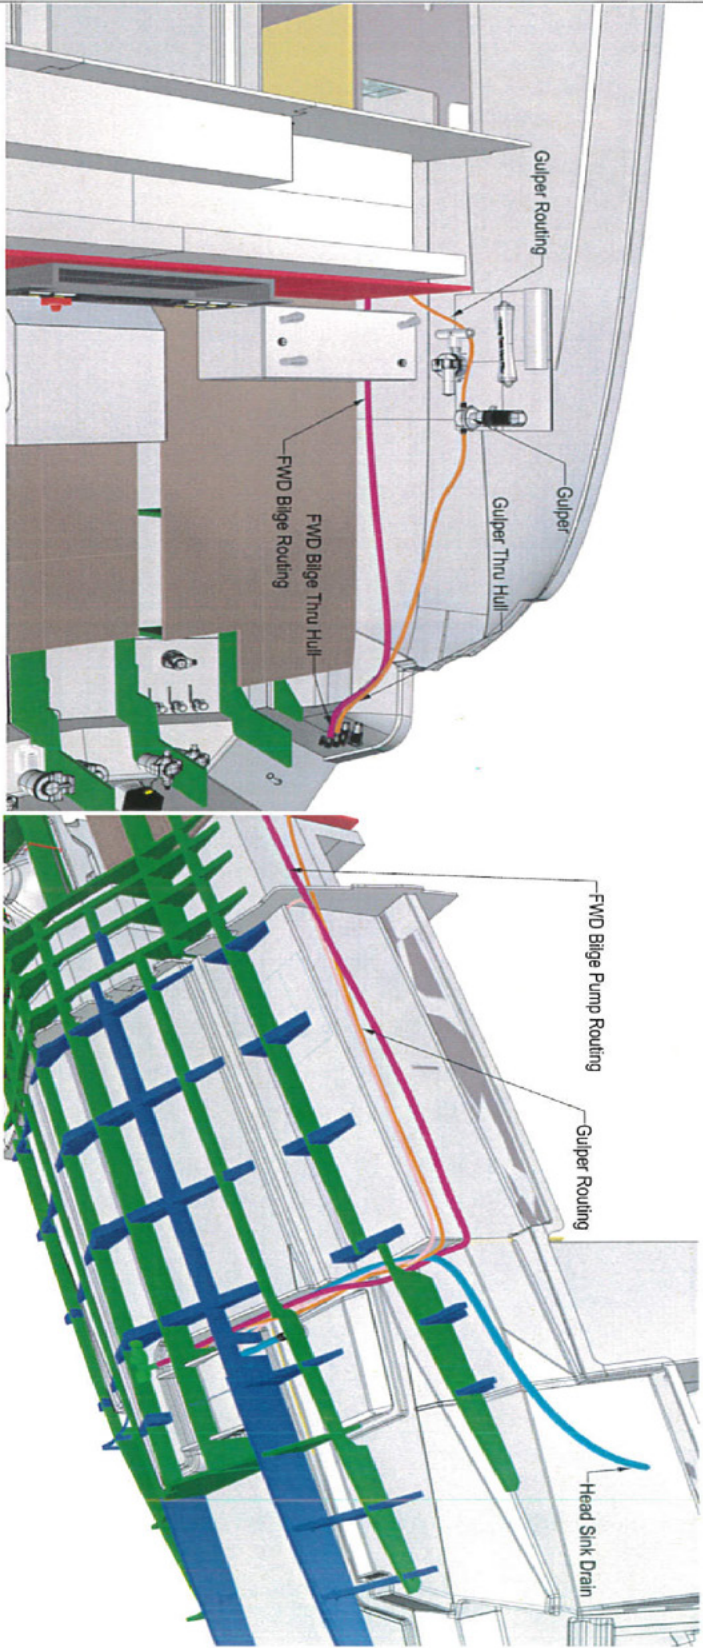 Gulper Routing
Gulper
Gulper Thru Hull
FWD Bilge Thru Hull
FWD Bilge Routing
FWD Bilge Pump Routing
Gulper Routing
Head Sink Drain